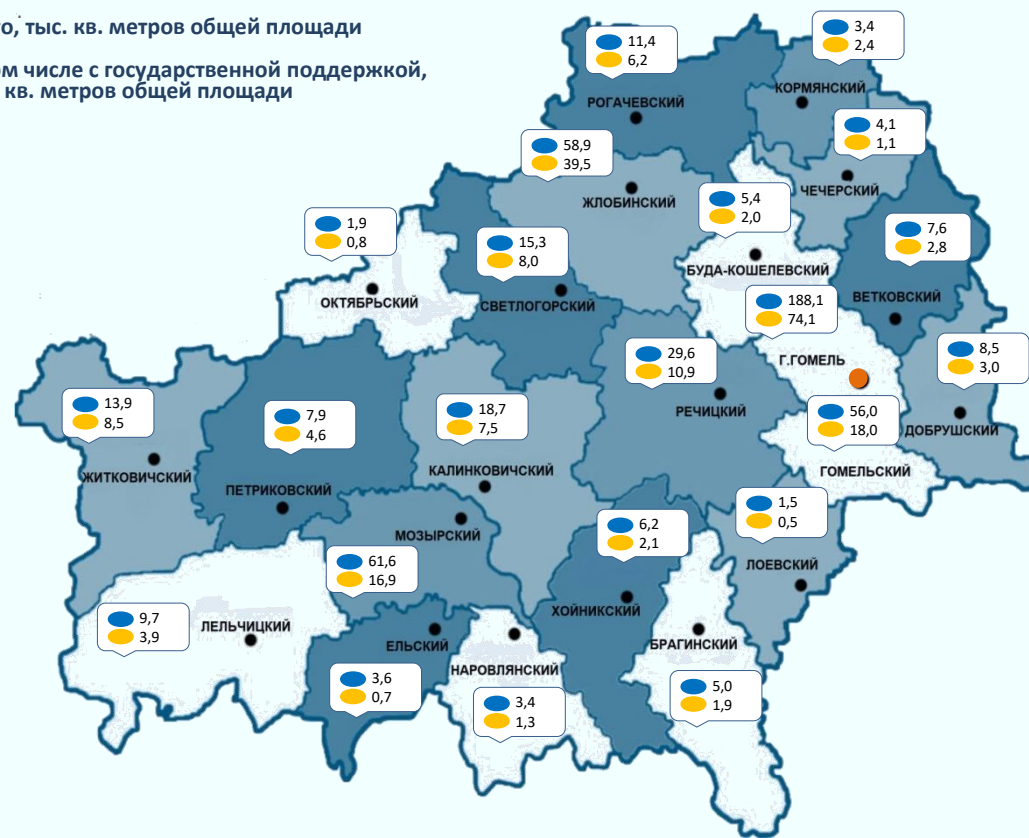 о, тыс. кв. метров общей площади
ом числе с государственной поддержкой,
кв. метров общей площади
3,4
2,4
КОРМЯНСКИЙ
11,4
6,2
РОГАЧЕВСКИЙ
4,1
1,1
ЧЕЧЕРСКИЙ
58,9
39,5
ЖЛОБИНСКИЙ
5,4
2,0
БУДА-КОШЕЛЕВСКИЙ
7,6
2,8
ВЕТКОВСКИЙ
1,9
0,8
ОКТЯБРЬСКИЙ
15,3
8,0
СВЕТЛОГОРСКИЙ
188,1
74,1
Г.ГОМЕЛЬ
29,6
10,9
РЕЧИЦКИЙ
8,5
3,0
ДОБРУШСКИЙ
13,9
8,5
ЖИТКОВИЧСКИЙ
7,9
4,6
ПЕТРИКОВСКИЙ
18,7
7,5
КАЛИНКОВИЧСКИЙ
56,0
18,0
ГОМЕЛЬСКИЙ
МОЗЫРСКИЙ
61,6
16,9
6,2
2,1
ХОЙНИКСКИЙ
1,5
0,5
ЛОЕВСКИЙ
9,7
3,9
ЛЕЛЬЧИЦКИЙ
ЕЛЬСКИЙ
3,6
0,7
НАРОВЛЯНСКИЙ
3,4
1,3
БРАГИНСКИЙ
5,0
1,9